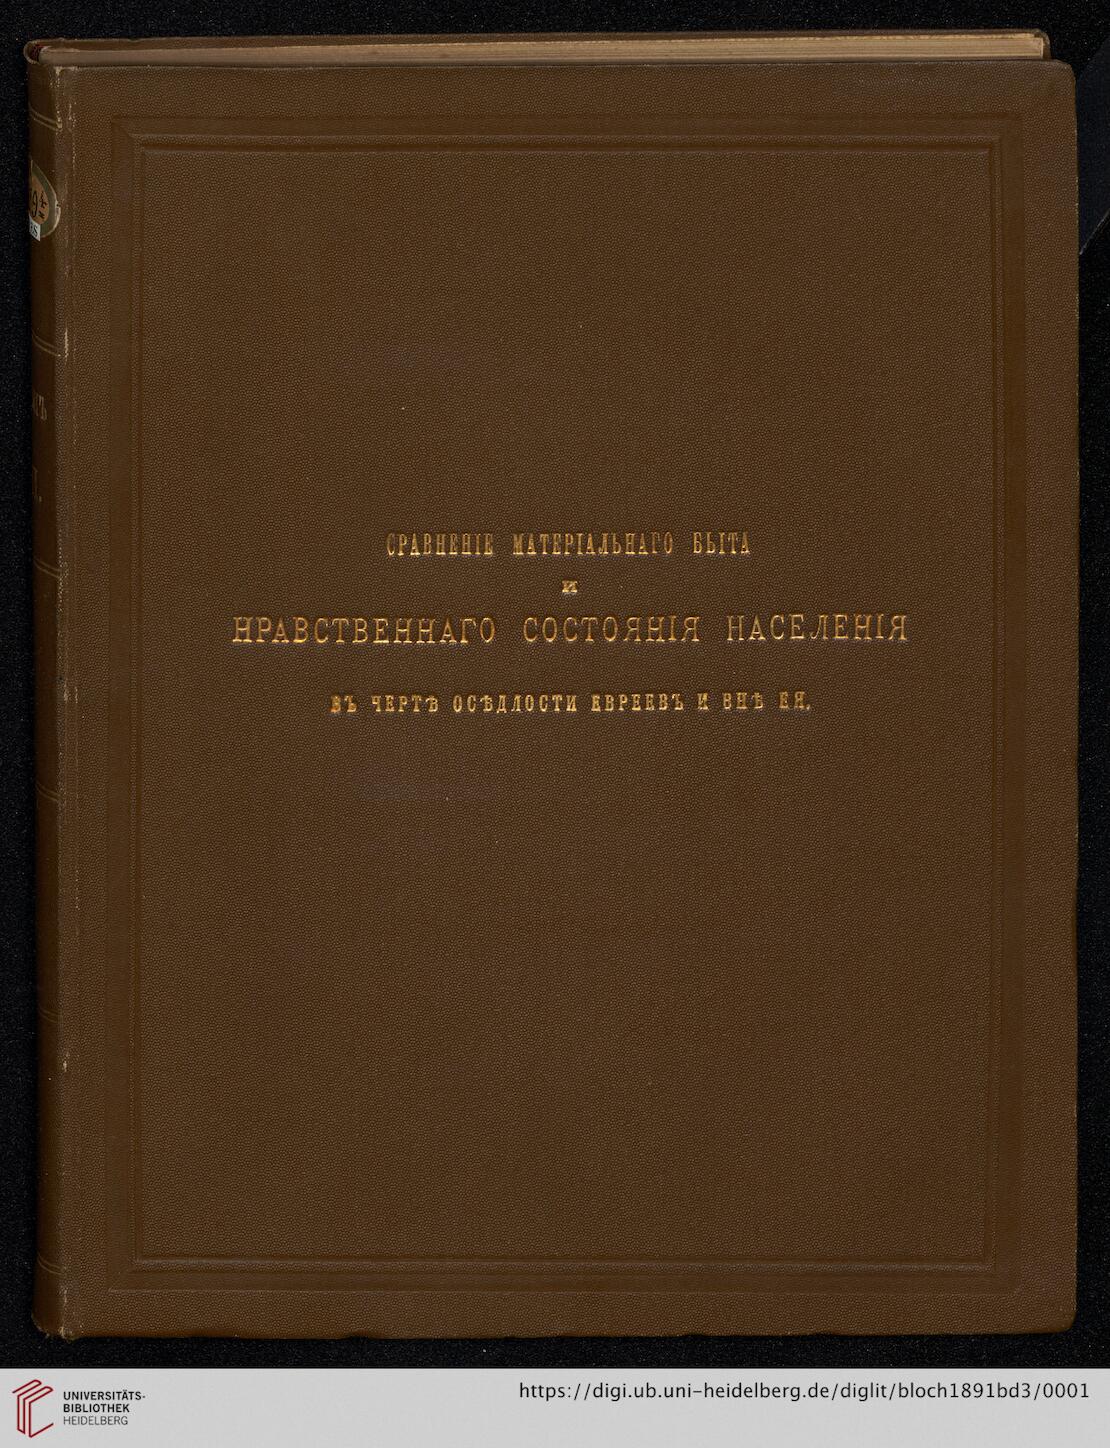 СРАВНЕНІЕ МАТЕРІАЛЬНАГО БЫТА
И
НРАВСТВЕННАГО СОСТОЯНІЯ НАСЕЛЕНІЯ
ВЪ ЧЕРТѢ ОСѢДЛОСТИ ЕВРЕЕВЪ И ВНѢ ЕЯ.
UNIVERSITÄTS-
BIBLIOTHEK
HEIDELBERG
https://digi.ub.uni-heidelberg.de/diglit/bloch1891bd3/0001